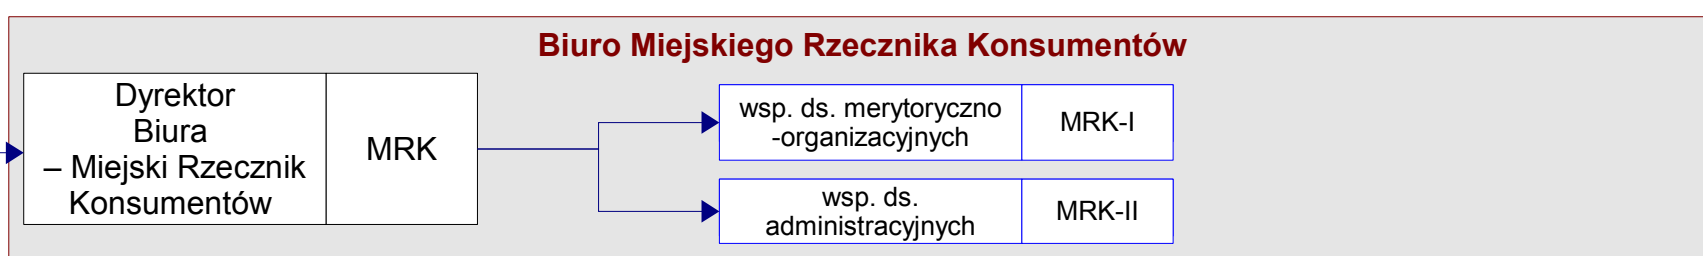 Biuro Miejskiego Rzecznika Konsumentów
Dyrektor
Biura
– Miejski Rzecznik
Konsumentów
MRK
wsp. ds. merytoryczno
-organizacyjnych
MRK-I
wsp. ds.
administracyjnych
MRK-II